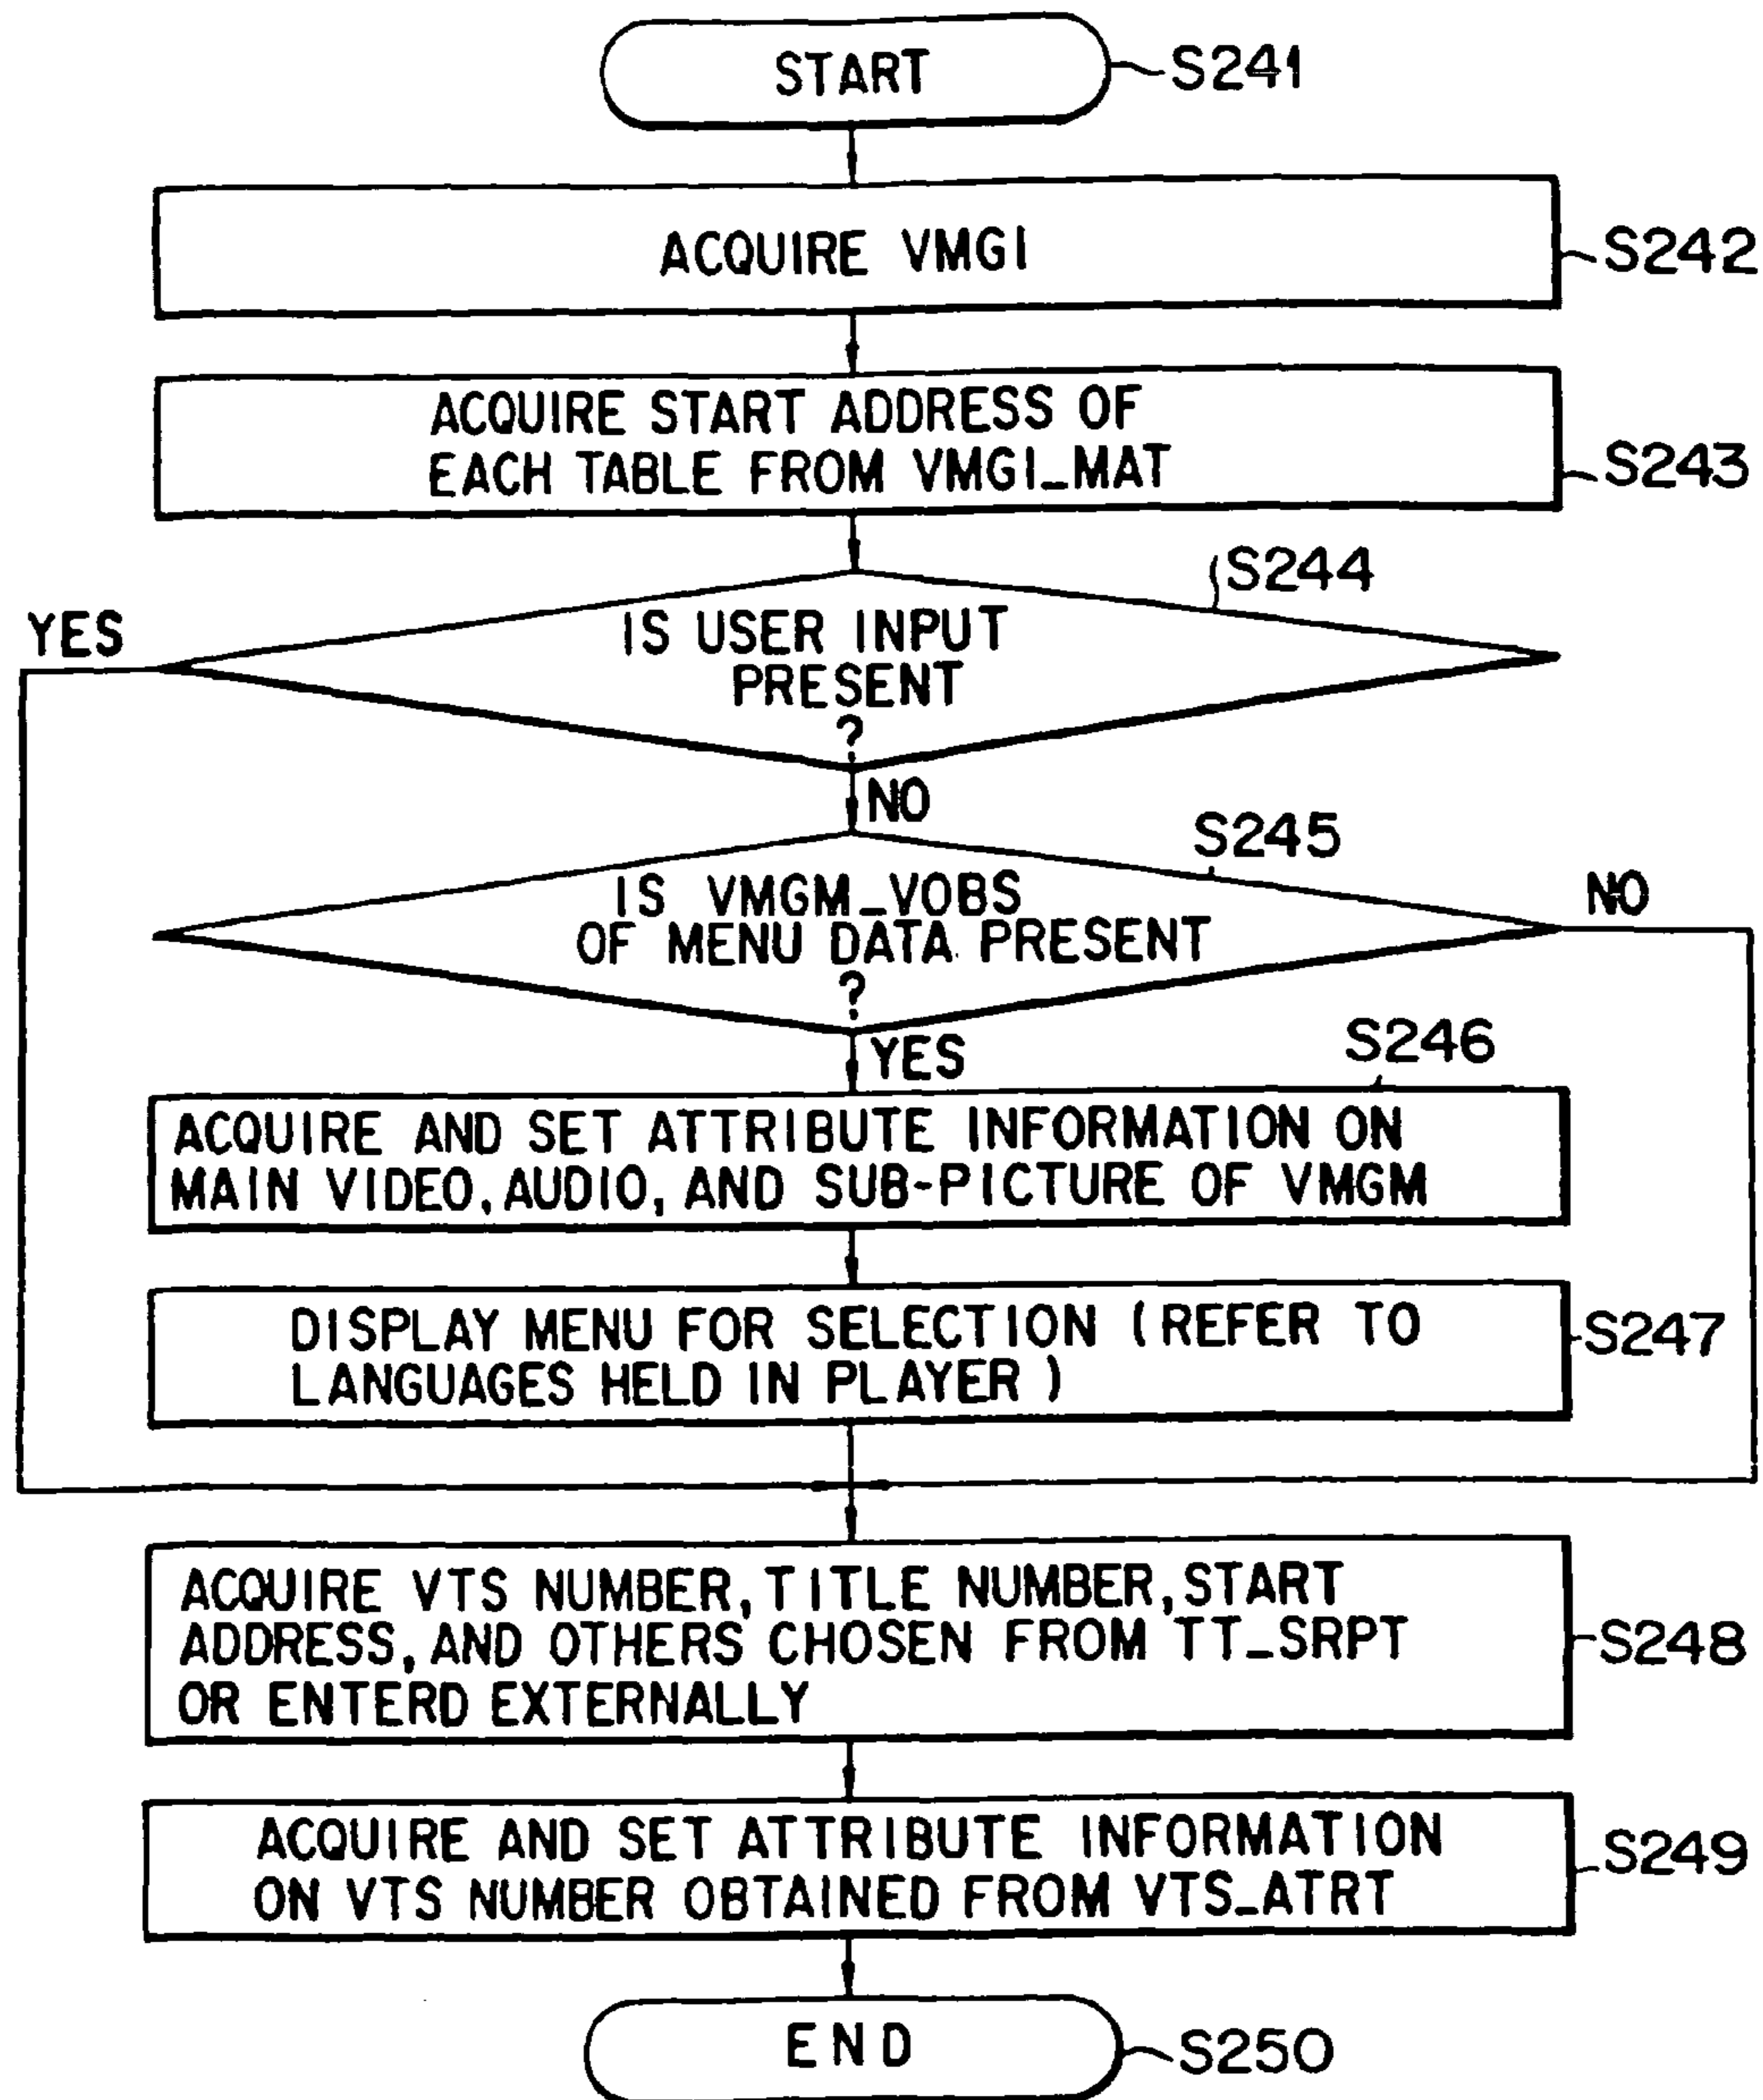 START
S241
ACQUIRE VMGI
S242
ACQUIRE START ADDRESS OF
EACH TABLE FROM VMGI_MAT
S243
S244
YES
IS USER INPUT
PRESENT
?
NO
S245
IS VMGM_VOBS
OF MENU DATA PRESENT
?
NO
YES
S246
ACQUIRE AND SET ATTRIBUTE INFORMATION ON
MAIN VIDEO, AUDIO, AND SUB-PICTURE OF VMGM
DISPLAY MENU FOR SELECTION (REFER TO
LANGUAGES HELD IN PLAYER)
S247
ACQUIRE VTS NUMBER, TITLE NUMBER, START
ADDRESS, AND OTHERS CHOSEN FROM TT_SRPT
OR ENTERD EXTERNALLY
S248
ACQUIRE AND SET ATTRIBUTE INFORMATION
ON VTS NUMBER OBTAINED FROM VTS_ATRT
S249
END
S250